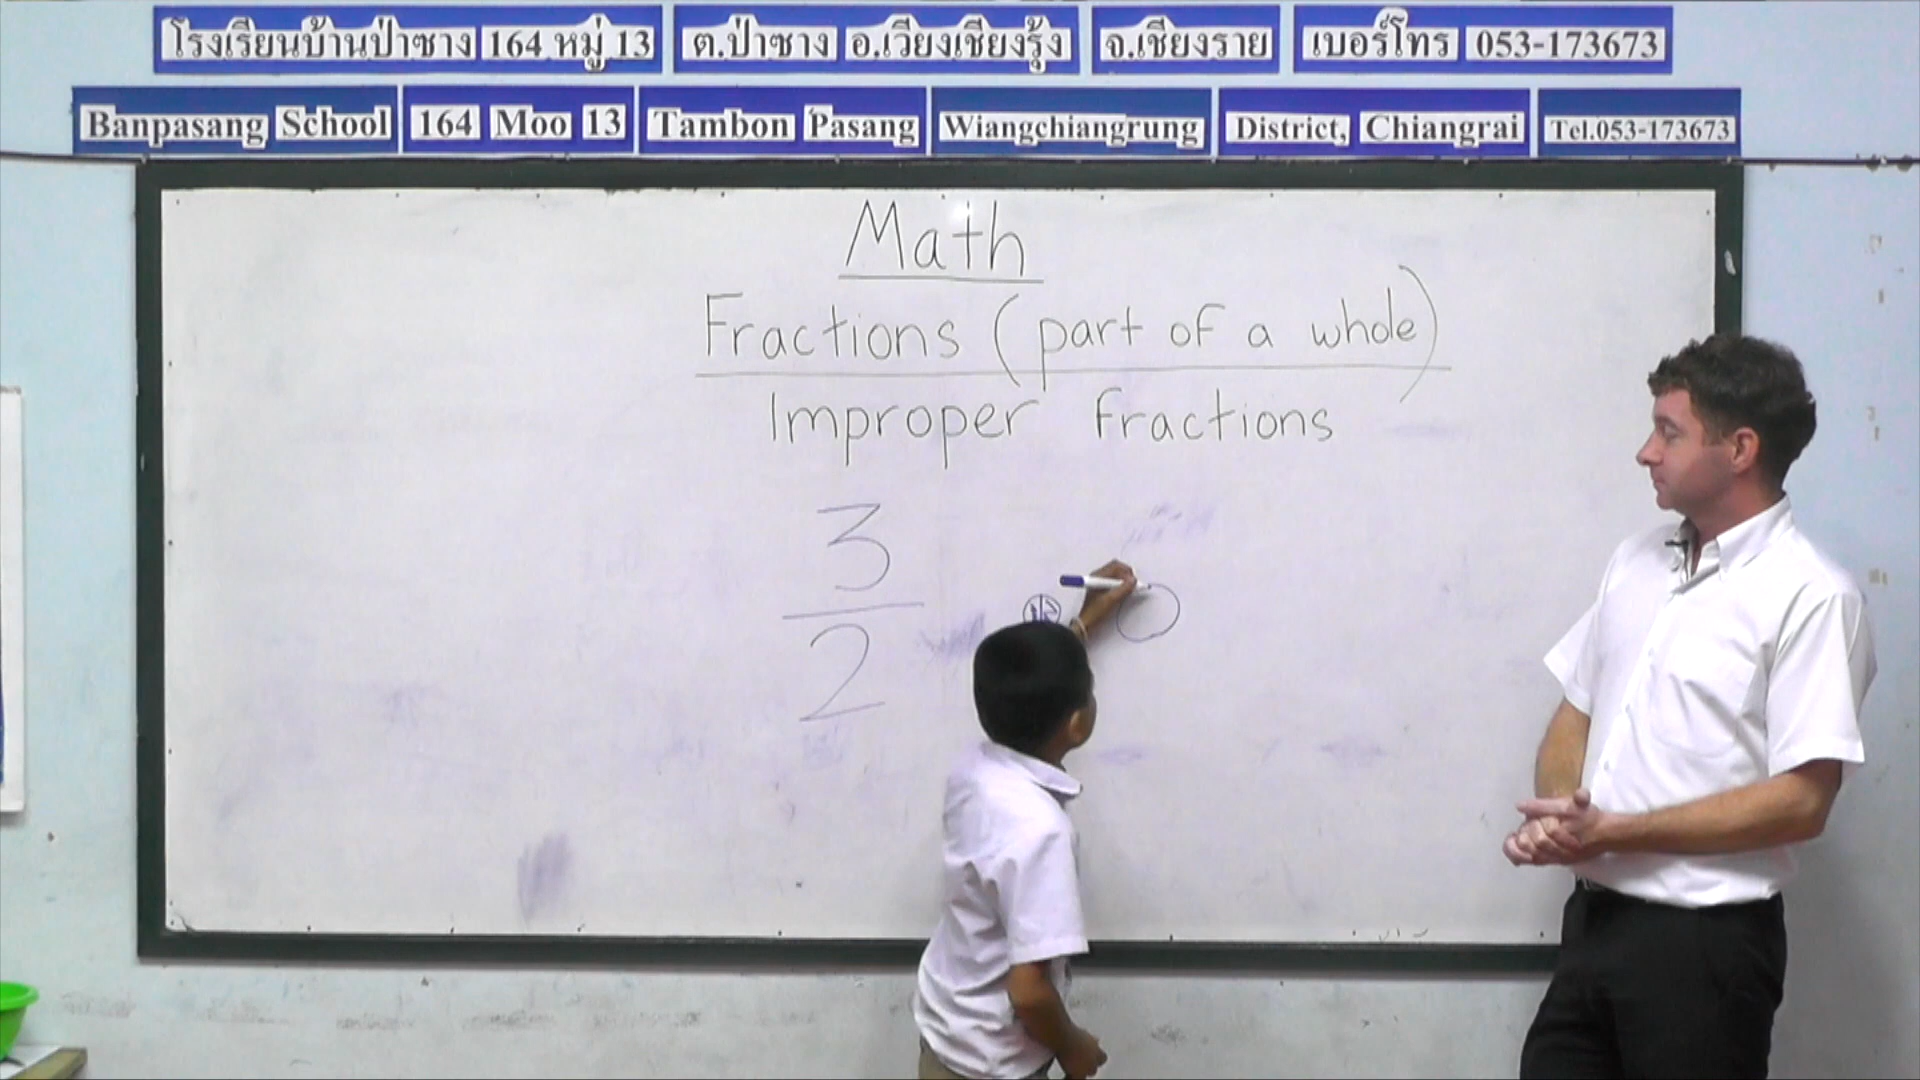 โรงเรียนบ้านป่าซาง 164 หมู่ 13 ต.ป่าซาง อ.เวียงเชียงรุ้ง จ.เชียงราย เบอร์โทร 053-173673
Banpasang School 164 Moo 13 Tambon Pasang Wiangchiangrung District, Chiangrai Tel.053-173673
Math
Fractions (part of a whole)
Improper fractions
3
2